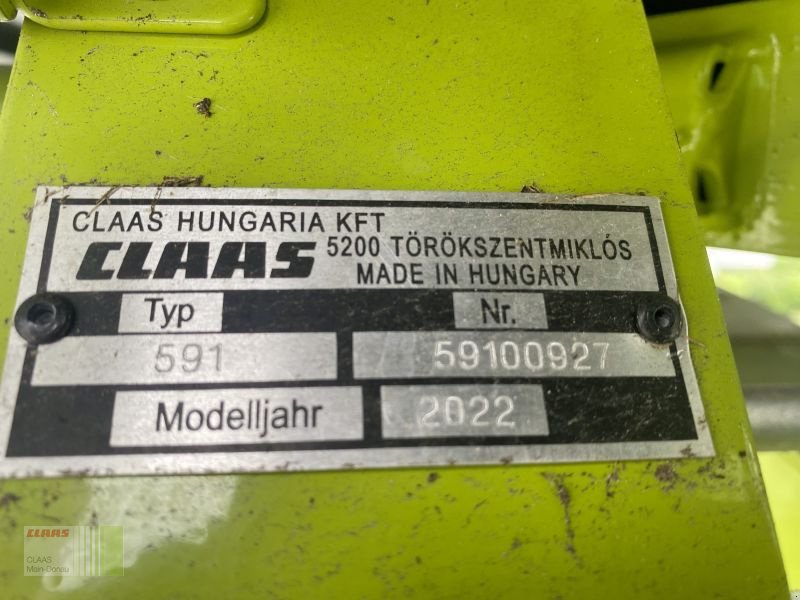 CLAAS HUNGARIA KFT
CLAAS 5200 TÖRÖKSZENTMIKLÓS
MADE IN HUNGARY
Typ Nr.
591 59100927
Modelljahr 2022
CLAAS
CLAAS
Main-Donau